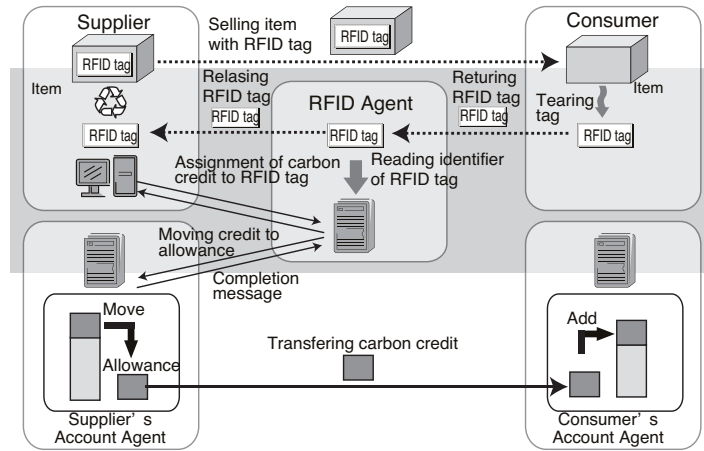 Supplier
Selling item
with RFID tag
RFID tag
Consumer
RFID tag
Item
Relasing
RFID tag
RFID tag
RFID Agent
Returing
RFID tag
RFID tag
Tearing
tag
Item
RFID tag
RFID tag
RFID tag
Assignment of carbon
credit to RFID tag
Reading identifier
of RFID tag
Moving credit to
allowance
Completion
message
Move
Allowance
Transfering carbon credit
Add
Supplier’s
Account Agent
Consumer’s
Account Agent